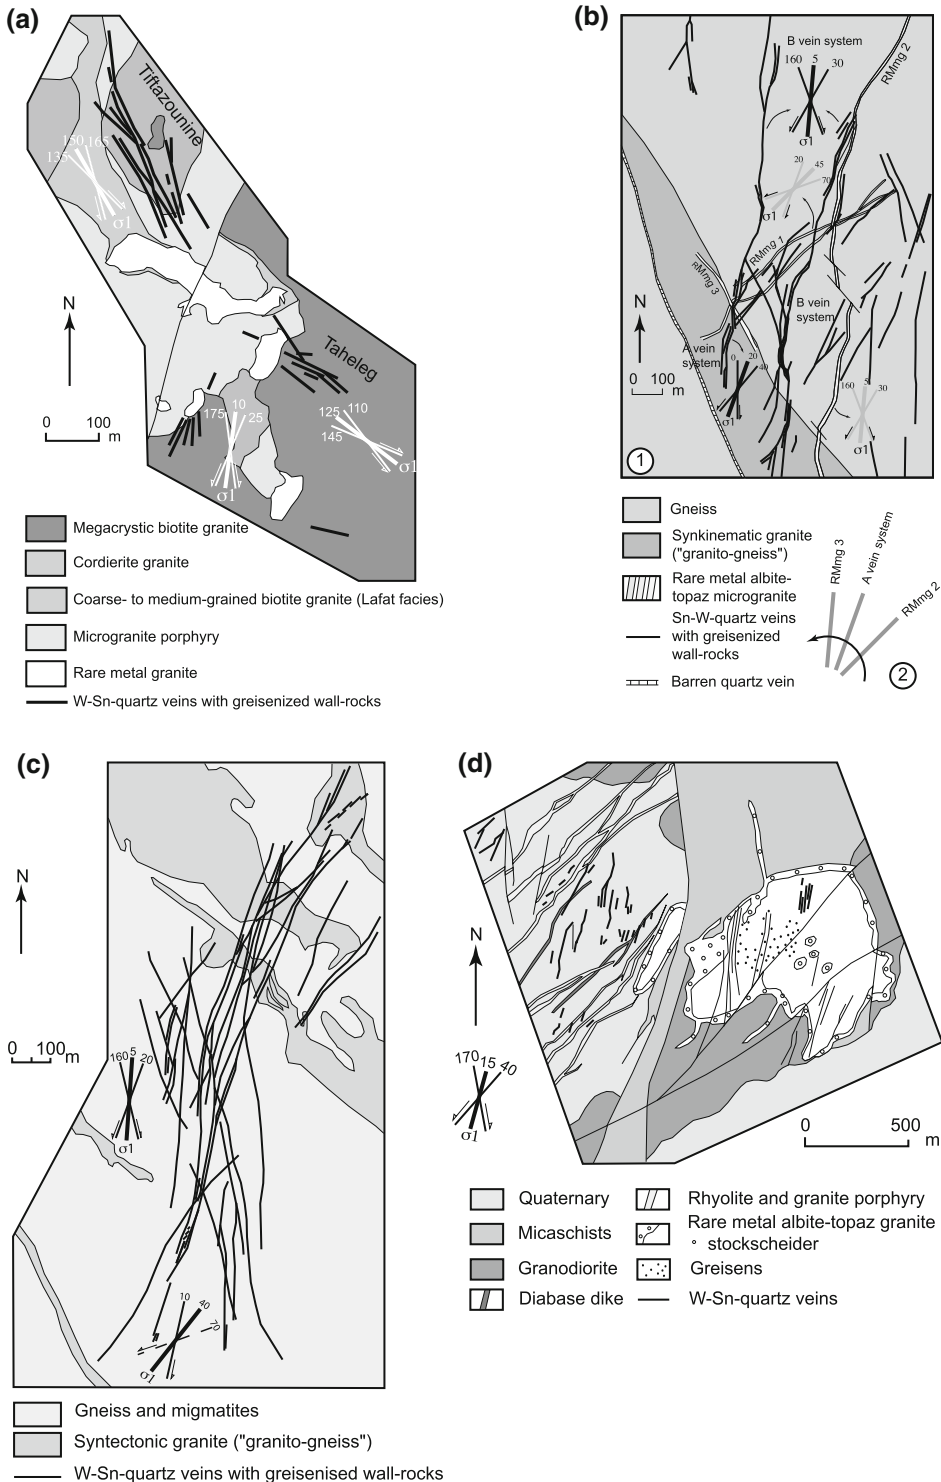 (a)
Tiftazounine
150 165
135
σ1
N
0 100 m
Taheleg
N
175 10 25
σ1
125 110
145
σ1
Megacrystic biotite granite
Cordierite granite
Coarse- to medium-grained biotite granite (Lafat facies)
Microgranite porphyry
Rare metal granite
W-Sn-quartz veins with greisenized wall-rocks
(b)
B vein system
160 5 30
σ1
RMmg 2
20 45
70
σ1
RMmg 1
RMmg 3
N
0 100 m
B vein
system
A vein
system
0 20
40
σ1
160 5 30
σ1
1
Gneiss
Synkinematic granite
("granito-gneiss")
Rare metal albite-
topaz microgranite
Sn-W-quartz veins
with greisenized
wall-rocks
Barren quartz vein
RMmg 3
A vein system
RMmg 2
2
(c)
N
0 100 m
160 5 20
σ1
10 40
70
σ1
Gneiss and migmatites
Syntectonic granite ("granito-gneiss")
W-Sn-quartz veins with greisenised wall-rocks
(d)
N
170 15 40
σ1
0 500 m
Quaternary
Micaschists
Granodiorite
Diabase dike
Rhyolite and granite porphyry
Rare metal albite-topaz granite
stockscheider
Greisens
W-Sn-quartz veins